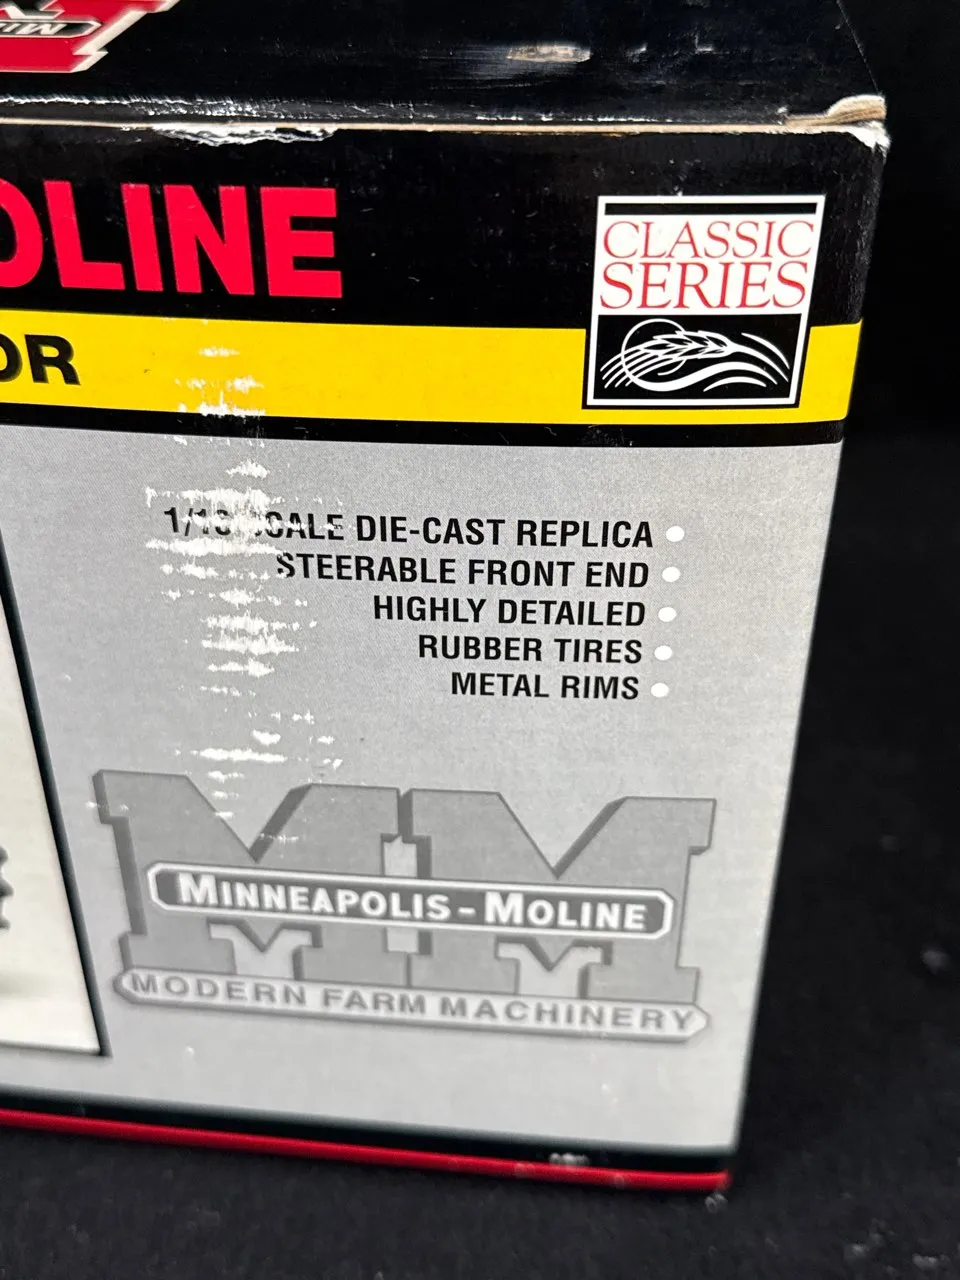 OLINE
OR
CLASSIC
SERIES
SCALE DIE-CAST REPLICA
STEERABLE FRONT END
HIGHLY DETAILED
RUBBER TIRES
METAL RIMS
MINNEAPOLIS-MOLINE
MODERN FARM MACHINERY